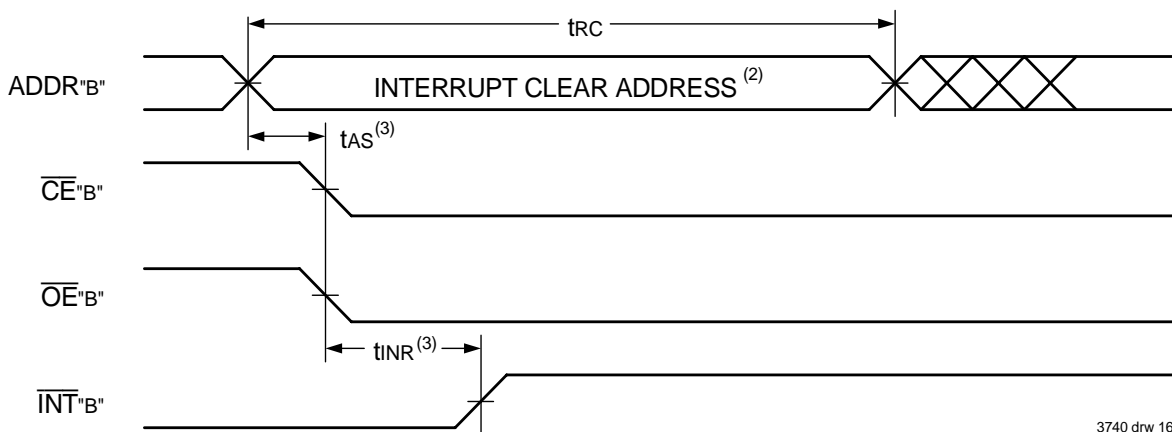 tRC
ADDR"B"
INTERRUPT CLEAR ADDRESS (2)
tAS(3)
CE"B"
OE"B"
tINR(3)
INT"B"
3740 drw 16